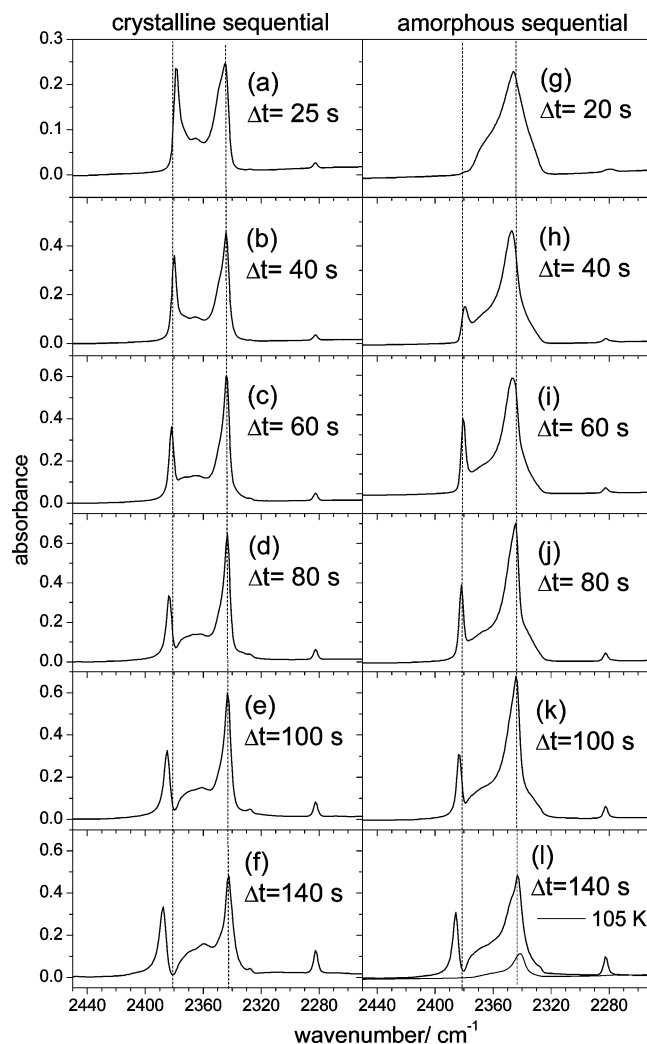 crystalline sequential amorphous sequential
0.3
0.2
0.1
0.0
(a)
Δt= 25 s
(g)
Δt= 20 s
0.4
0.2
0.0
(b)
Δt= 40 s
(h)
Δt= 40 s
0.6
0.4
0.2
0.0
(c)
Δt= 60 s
(i)
Δt= 60 s
absorbance
0.6
0.4
0.2
0.0
(d)
Δt= 80 s
(j)
Δt= 80 s
0.6
0.4
0.2
0.0
(e)
Δt=100 s
(k)
Δt=100 s
0.6
0.4
0.2
0.0
(f)
Δt=140 s
(l)
Δt=140 s
105 K
2440 2400 2360 2320 2280 2440 2400 2360 2320 2280
wavenumber/ cm⁻¹